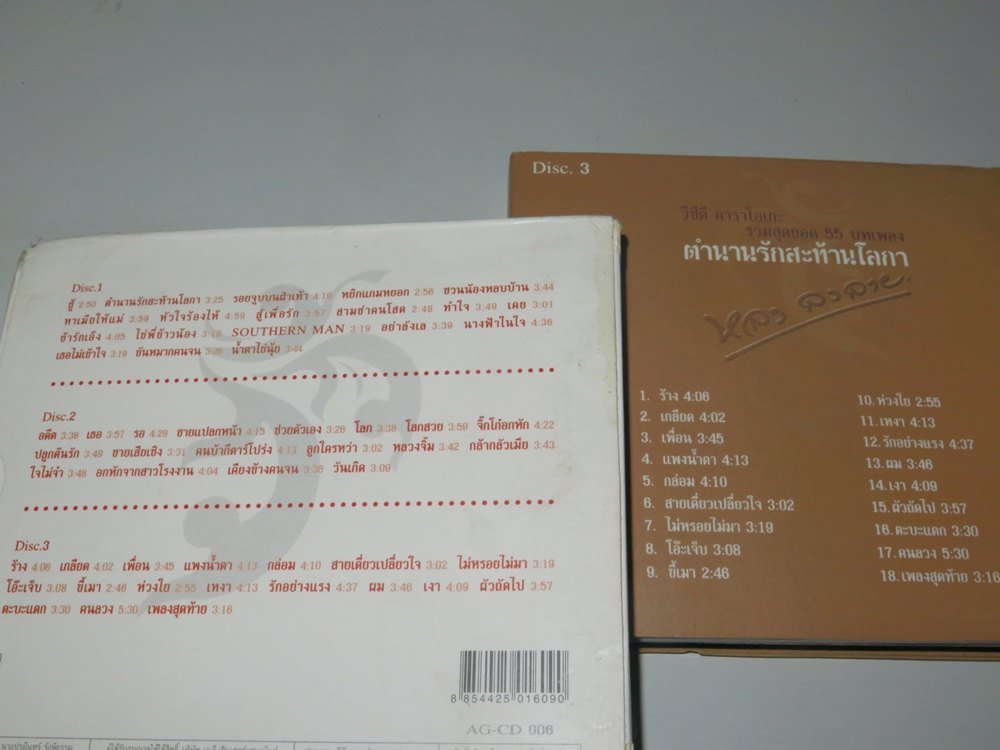 Disc.1
สู้ 2:50 ตำนานรักสะท้านโลกา 3:25 รอยจูบบนฝ่าเท้า 4:19 หยิกแกมหยอก 2:56 ชวนน้องหลบบ้าน 3:44
หาเมียให้แม่ 3:59 หัวใจร้องไห้ 4:59 สู้เพื่อรัก 3:57 สามช่าคนโสด 2:48 ทำใจ 3:49 เคย 3:01
ข้ารักเอ็ง 4:05 ไข่พี่ข้าวน้อง 3:18 SOUTHERN MAN 3:19 อย่าลังเล 3:39 นางฟ้าในใจ 4:36
เธอไม่เข้าใจ 3:19 ขันหมากคนจน 3:26 น้ำตาไข่นุ้ย 3:44
Disc.2
อดีต 3:38 เธอ 3:57 รอ 4:29 ชายแปลกหน้า 4:15 ช่วยตัวเอง 3:26 โลก 3:38 โลกสวย 3:59 จิ๊กโก๋อกหัก 4:22
ปลูกต้นรัก 3:49 ชายเสียเชิง 3:31 คนบ้ากีตาร์โปร่ง 4:13 ลูกใครหว่า 3:02 หลวงจิ้ม 3:42 กล้ากลัวเมีย 3:43
ใจไม่จำ 3:48 อกหักจากสาวโรงงาน 4:04 เตียงข้างคนจน 3:38 วันเกิด 3:09
Disc.3
ร้าง 4:06 เกลียด 4:02 เพื่อน 3:45 แพงน้ำตา 4:13 กล่อม 4:10 สายเดี่ยวเปลี่ยวใจ 3:02 ไม่หรอยไม่มา 3:19
โอ๊ะเจ็บ 3:08 ขี้เมา 2:46 ห่วงใย 2:55 เหงา 4:13 รักอย่างแรง 4:37 ผม 3:46 เงา 4:09 ผัวถัดไป 3:57
ตะบะแตก 3:30 คนลวง 5:30 เพลงสุดท้าย 3:16
8 854425 016090
AG-CD 006
Disc. 3
วีซีดี คาราโอเกะ
รวมสุดยอด 55 บทเพลง
ตำนานรักสะท้านโลกา
หลวง ลวลาย
1. ร้าง 4:06
2. เกลียด 4:02
3. เพื่อน 3:45
4. แพงน้ำตา 4:13
5. กล่อม 4:10
6. สายเดี่ยวเปลี่ยวใจ 3:02
7. ไม่หรอยไม่มา 3:19
8. โอ๊ะเจ็บ 3:08
9. ขี้เมา 2:46
10. ห่วงใย 2:55
11. เหงา 4:13
12. รักอย่างแรง 4:37
13. ผม 3:46
14. เงา 4:09
15. ผัวถัดไป 3:57
16. ตะบะแตก 3:30
17. คนลวง 5:30
18. เพลงสุดท้าย 3:16